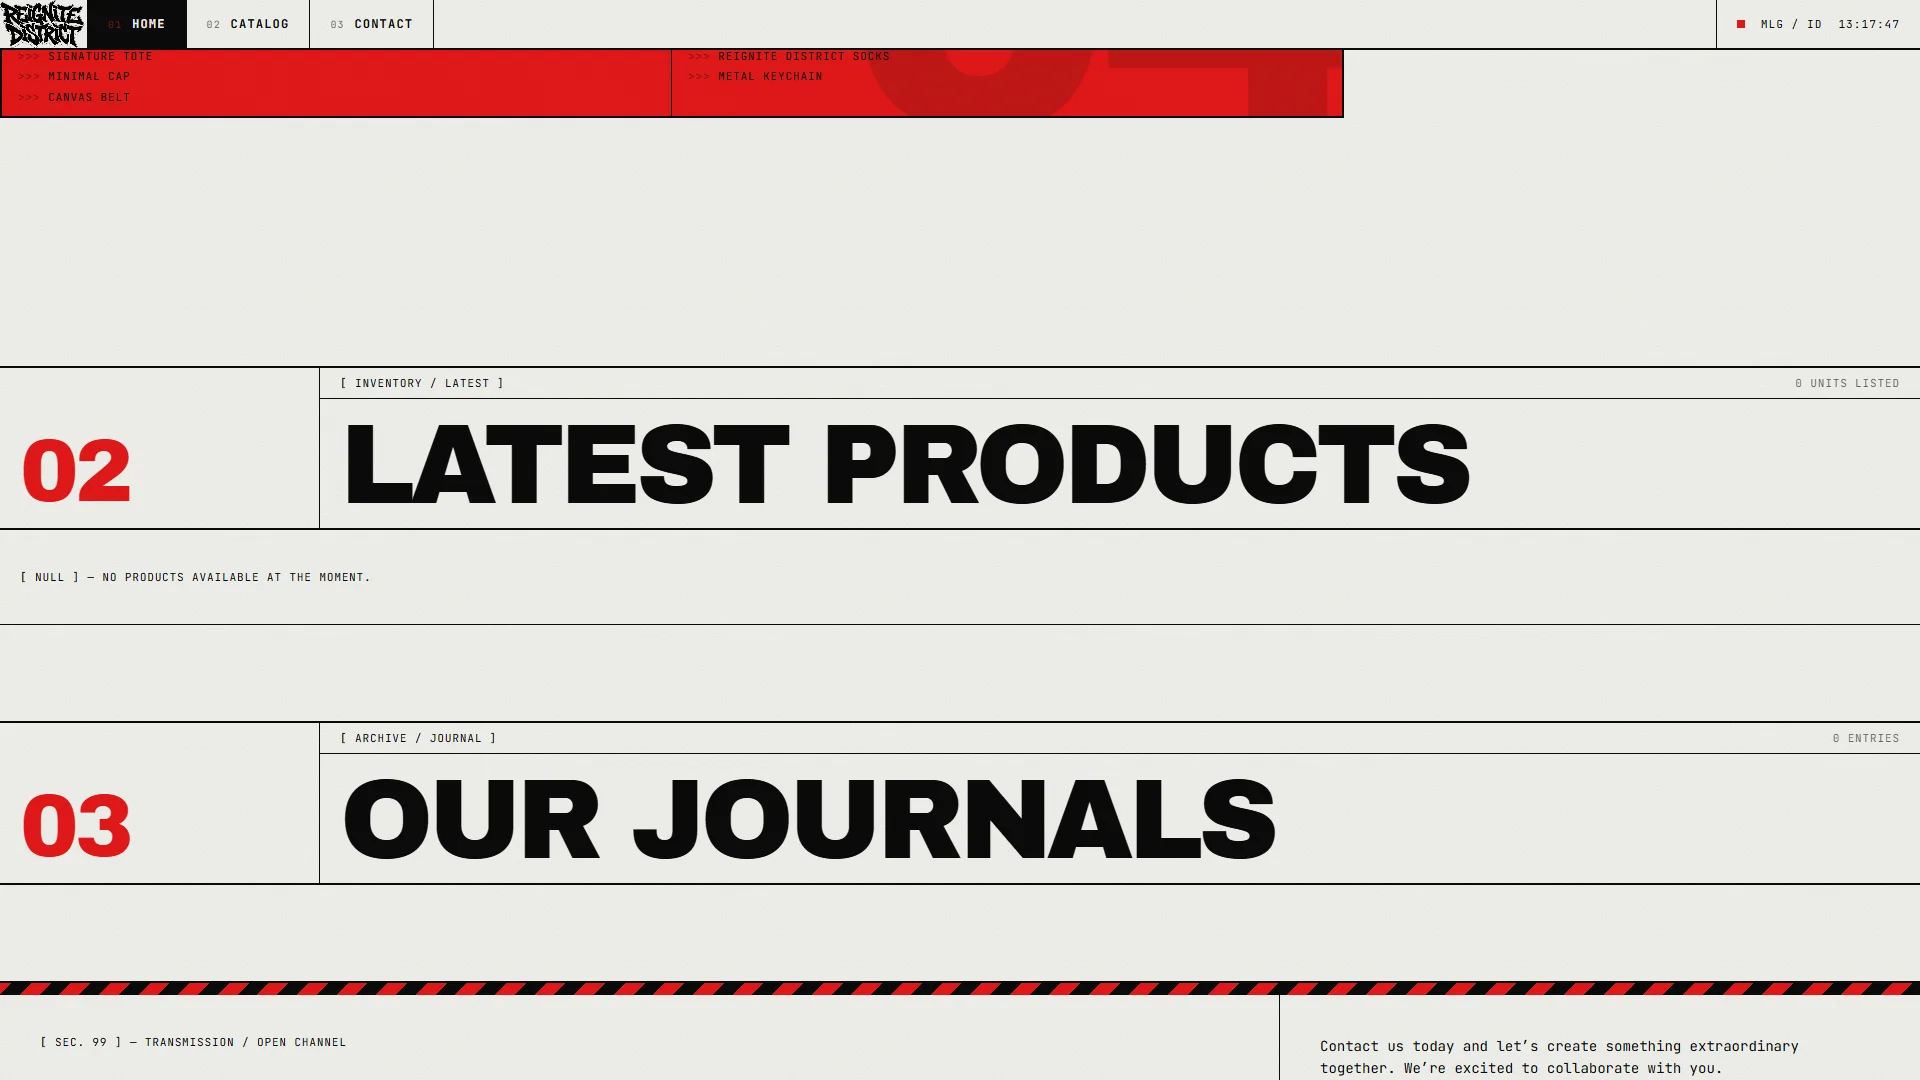 REIGNITE
DISTRICT
01 HOME
02 CATALOG
03 CONTACT
MLG / ID 13:17:47
>>> SIGNATURE TOTE
>>> MINIMAL CAP
>>> CANVAS BELT
>>> REIGNITE DISTRICT SOCKS
>>> METAL KEYCHAIN
04
02
[ INVENTORY / LATEST ]
0 UNITS LISTED
LATEST PRODUCTS
[ NULL ] — NO PRODUCTS AVAILABLE AT THE MOMENT.
03
[ ARCHIVE / JOURNAL ]
0 ENTRIES
OUR JOURNALS
[ SEC. 99 ] — TRANSMISSION / OPEN CHANNEL
Contact us today and let’s create something extraordinary
together. We’re excited to collaborate with you.